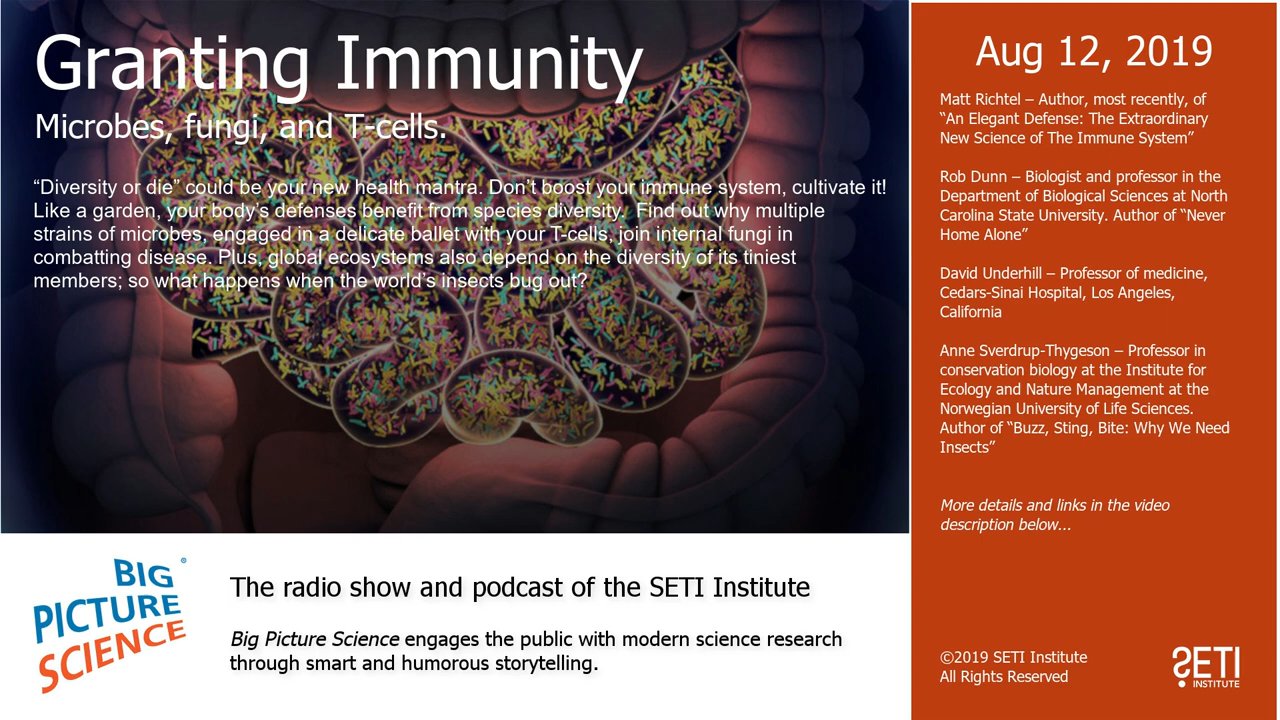 Granting Immunity
Microbes, fungi, and T-cells.
“Diversity or die” could be your new health mantra. Don’t boost your immune system, cultivate it!
Like a garden, your body’s defenses benefit from species diversity.  Find out why multiple
strains of microbes, engaged in a delicate ballet with your T-cells, join internal fungi in
combatting disease. Plus, global ecosystems also depend on the diversity of its tiniest
members; so what happens when the world’s insects bug out?
BIG
PICTURE
SCIENCE
®
The radio show and podcast of the SETI Institute
Big Picture Science engages the public with modern science research
through smart and humorous storytelling.
Aug 12, 2019
Matt Richtel – Author, most recently, of
“An Elegant Defense: The Extraordinary
New Science of The Immune System”
Rob Dunn – Biologist and professor in the
Department of Biological Sciences at North
Carolina State University. Author of “Never
Home Alone”
David Underhill – Professor of medicine,
Cedars-Sinai Hospital, Los Angeles,
California
Anne Sverdrup-Thygeson – Professor in
conservation biology at the Institute for
Ecology and Nature Management at the
Norwegian University of Life Sciences.
Author of “Buzz, Sting, Bite: Why We Need
Insects”
More details and links in the video
description below...
©2019 SETI Institute
All Rights Reserved
SETI
INSTITUTE